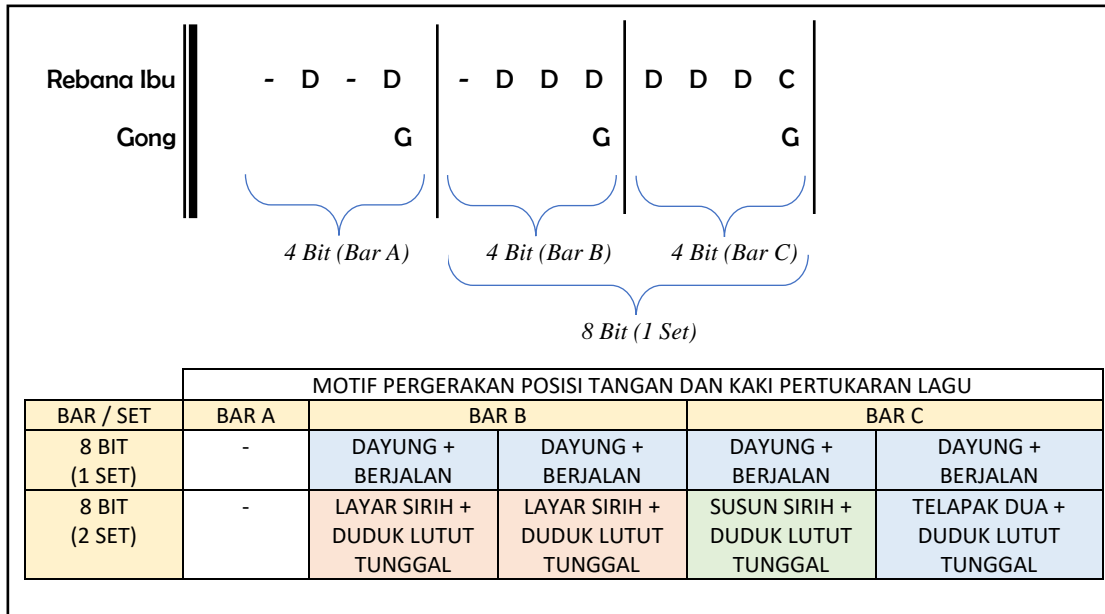 Rebana Ibu - D - D - D D D D D D C
Gong G G G
4 Bit (Bar A) 4 Bit (Bar B) 4 Bit (Bar C)
8 Bit (1 Set)
MOTIF PERGERAKAN POSISI TANGAN DAN KAKI PERTUKARAN LAGU
BAR / SET BAR A BAR B BAR C
8 BIT - DAYUNG + DAYUNG + DAYUNG + DAYUNG +
(1 SET) BERJALAN BERJALAN BERJALAN BERJALAN
8 BIT - LAYAR SIRIH + LAYAR SIRIH + SUSUN SIRIH + TELAPAK DUA +
(2 SET) DUDUK LUTUT DUDUK LUTUT DUDUK LUTUT DUDUK LUTUT
TUNGGAL TUNGGAL TUNGGAL TUNGGAL